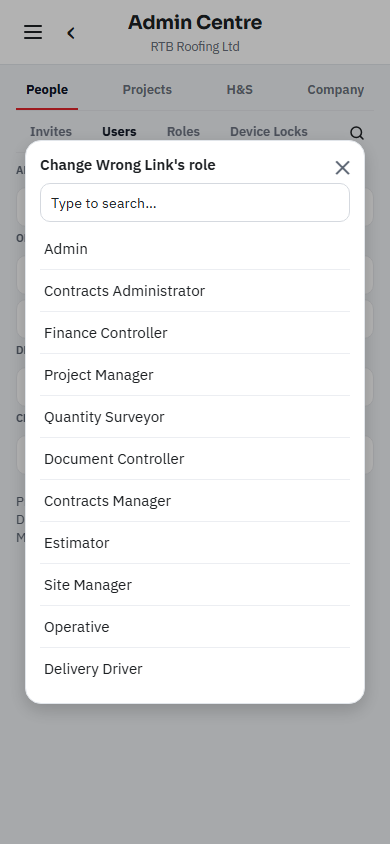 Admin Centre
RTB Roofing Ltd
People Projects H&S Company
Invites Users Roles Device Locks
Change Wrong Link's role
Type to search...
Admin
Contracts Administrator
Finance Controller
Project Manager
Quantity Surveyor
Document Controller
Contracts Manager
Estimator
Site Manager
Operative
Delivery Driver